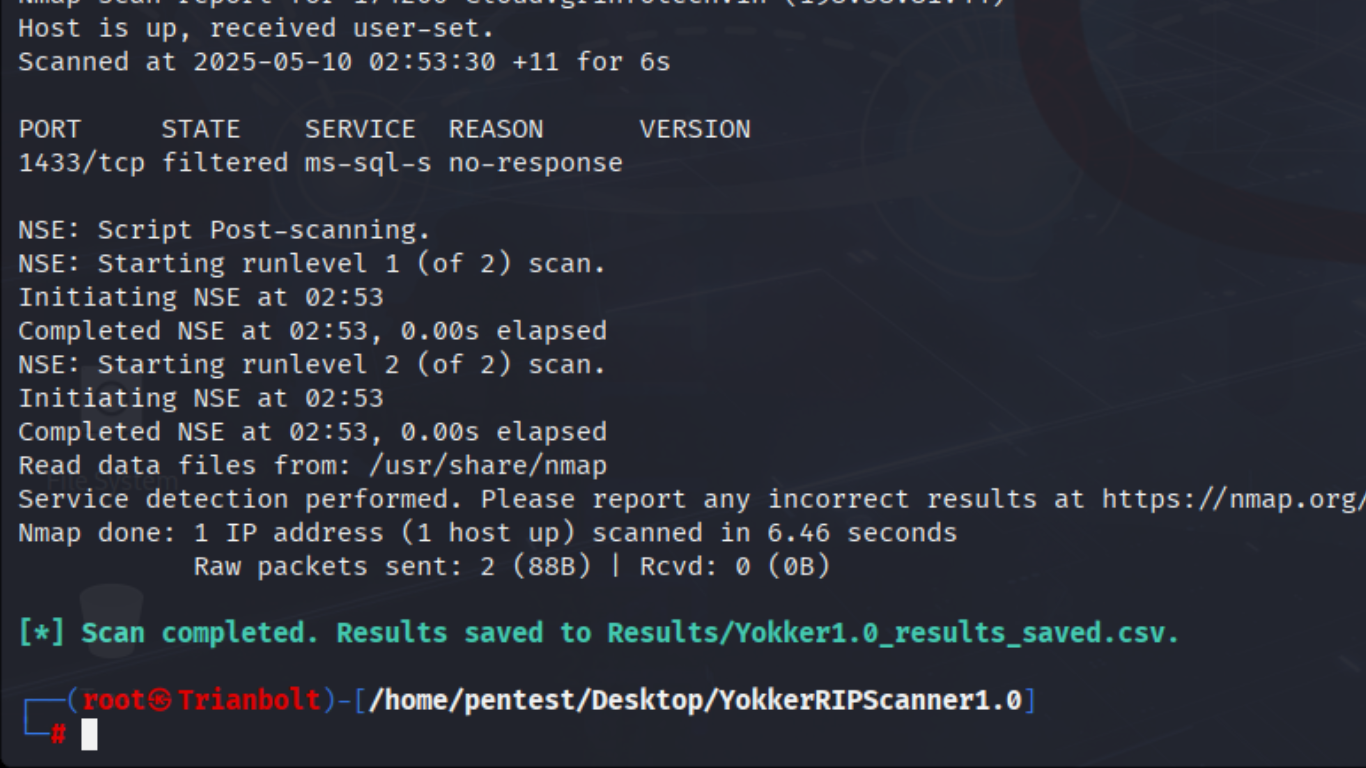 Host is up, received user-set.
Scanned at 2025-05-10 02:53:30 +11 for 6s
PORT     STATE    SERVICE  REASON      VERSION
1433/tcp filtered ms-sql-s no-response
NSE: Script Post-scanning.
NSE: Starting runlevel 1 (of 2) scan.
Initiating NSE at 02:53
Completed NSE at 02:53, 0.00s elapsed
NSE: Starting runlevel 2 (of 2) scan.
Initiating NSE at 02:53
Completed NSE at 02:53, 0.00s elapsed
Read data files from: /usr/share/nmap
File System
Service detection performed. Please report any incorrect results at https://nmap.org/
Nmap done: 1 IP address (1 host up) scanned in 6.46 seconds
Raw packets sent: 2 (88B) | Rcvd: 0 (0B)
[*] Scan completed. Results saved to Results/Yokker1.0_results_saved.csv.
┌──(root㉿Trianbolt)-[/home/pentest/Desktop/YokkerRIPScanner1.0]
└─#